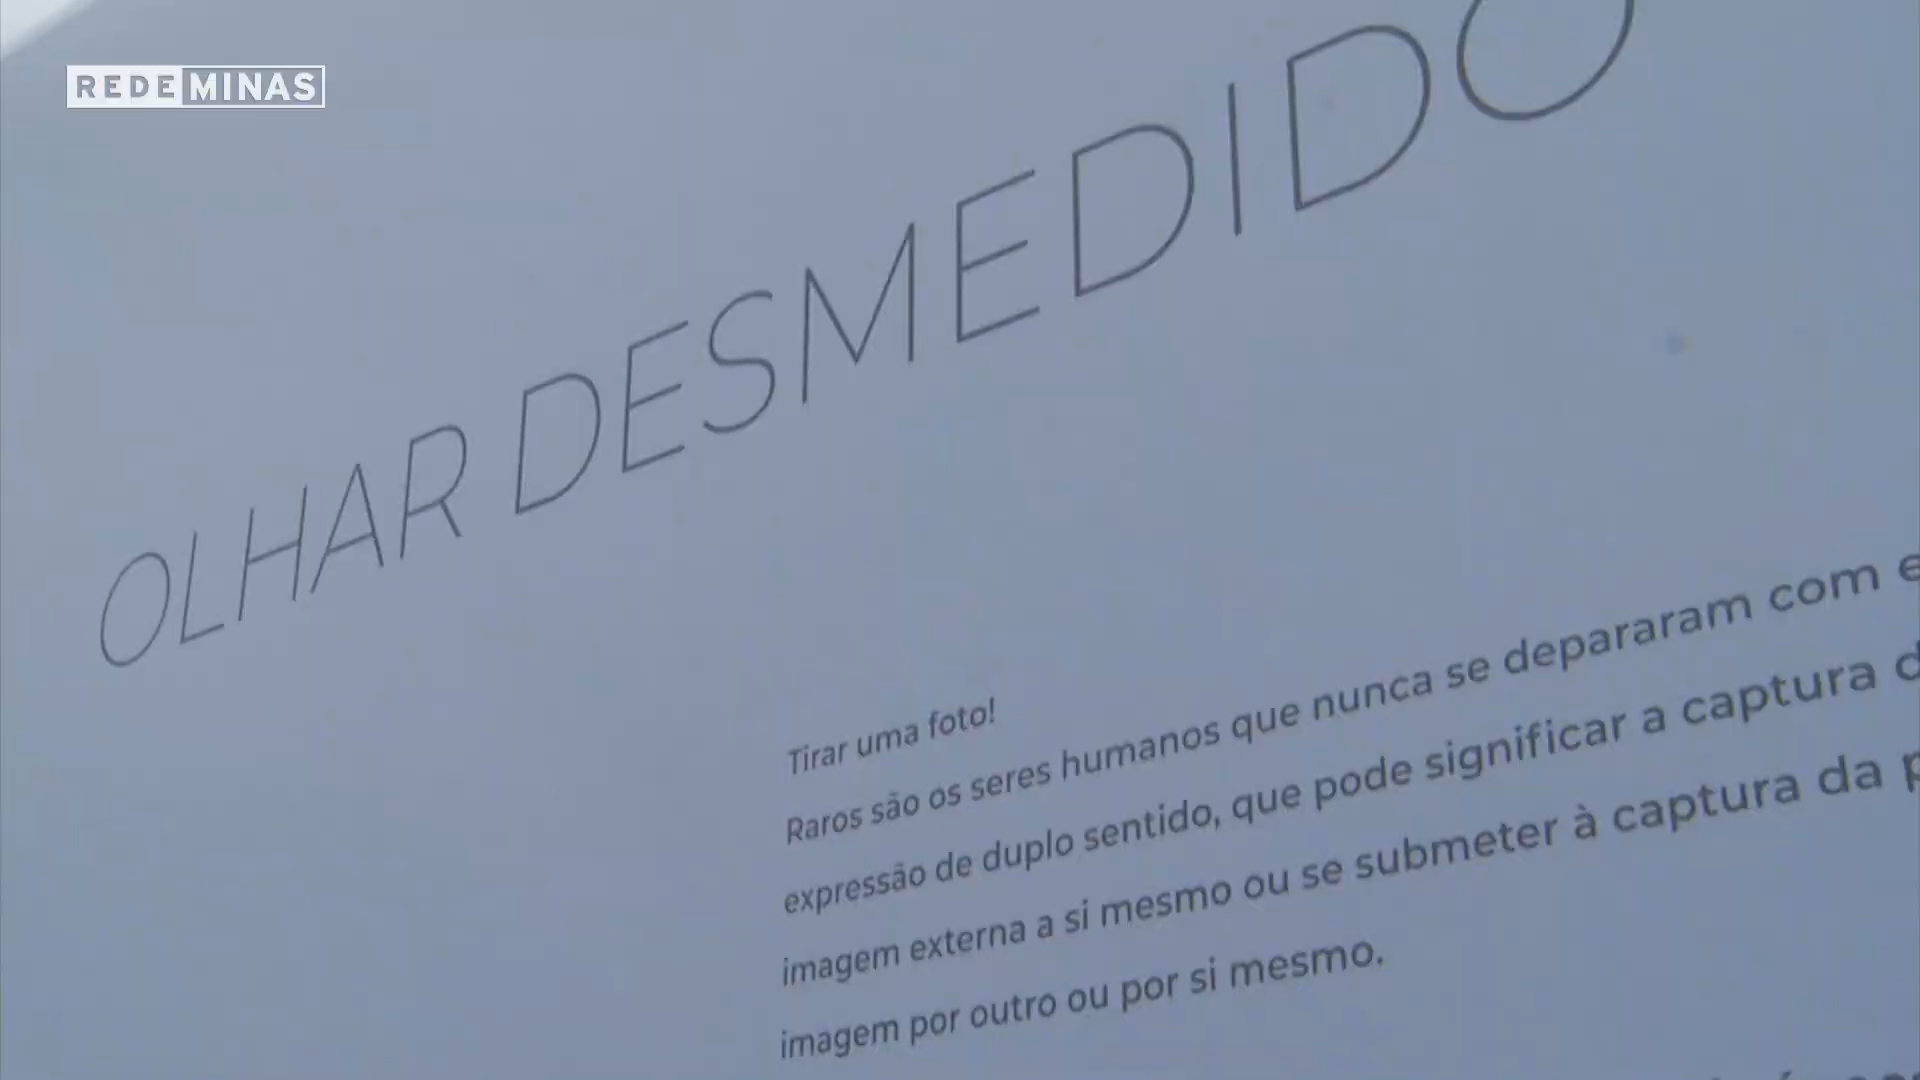 REDE MINAS
OLHAR DESMEDIDO
Tirar uma foto!
Raros são os seres humanos que nunca se depararam com
expressão de duplo sentido, que pode significar a captura
imagem externa a si mesmo ou se submeter à captura da
imagem por outro ou por si mesmo.